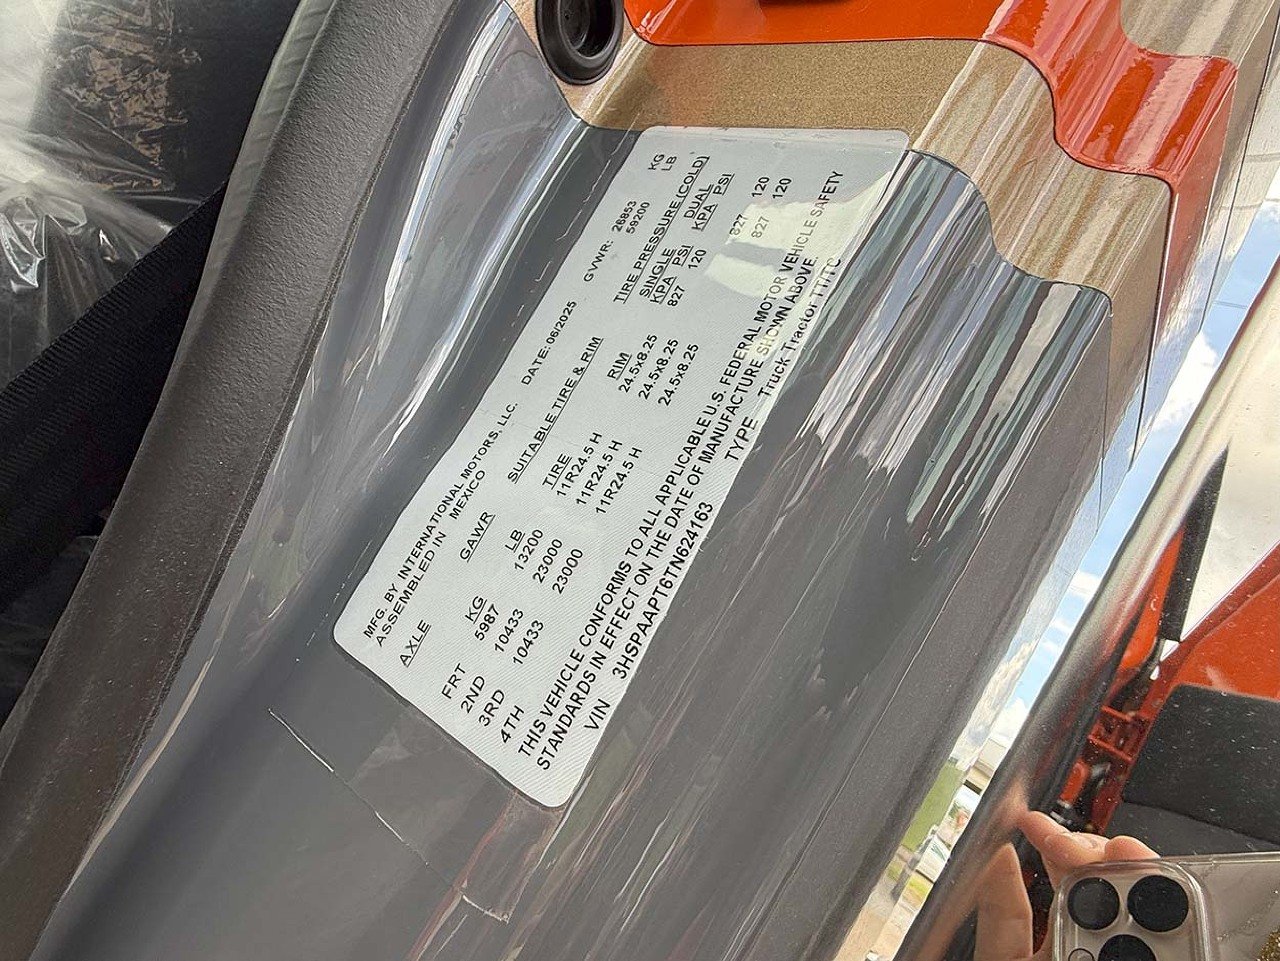 MFG. BY INTERNATIONAL MOTORS, LLC. DATE: 06/2025 GVWR: 26853 KG
ASSEMBLED IN MEXICO 59200 LB
AXLE GAWR SUITABLE TIRE & RIM TIRE PRESSURE (COLD)
SINGLE DUAL
KG LB TIRE RIM KPA PSI KPA PSI
FRT 5987 13200 11R24.5 H 24.5x8.25 827 120
2ND 10433 23000 11R24.5 H 24.5x8.25 827 120
3RD 10433 23000 11R24.5 H 24.5x8.25 827 120
4TH
THIS VEHICLE CONFORMS TO ALL APPLICABLE U.S. FEDERAL MOTOR VEHICLE SAFETY
STANDARDS IN EFFECT ON THE DATE OF MANUFACTURE SHOWN ABOVE.
VIN 3HSPAAPT6TN624163 TYPE Truck-Tractor